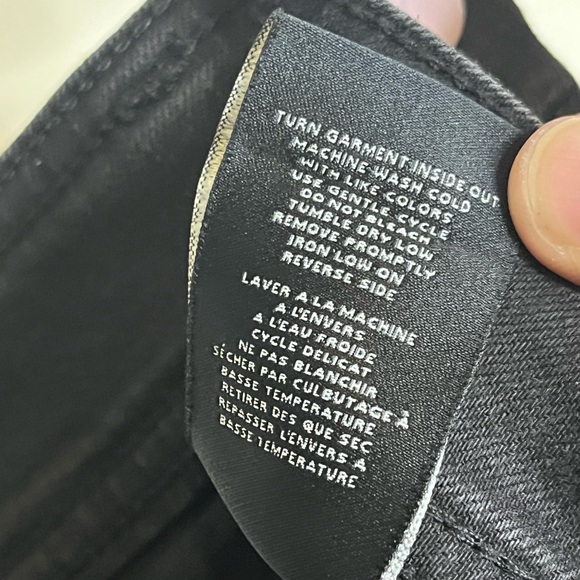 TURN GARMENT INSIDE OUT
MACHINE WASH COLD
WITH LIKE COLORS
USE GENTLE CYCLE
DO NOT BLEACH
TUMBLE DRY LOW
REMOVE PROMPTLY
IRON LOW ON
REVERSE SIDE
LAVER A LA MACHINE
A L'ENVERS
A L'EAU FROIDE
CYCLE DELICAT
NE PAS BLANCHIR
SÉCHER PAR CULBUTAGE À
BASSE TEMPERATURE
RETIRER DES QUE SEC
REPASSER L'ENVERS À
BASSE TEMPERATURE